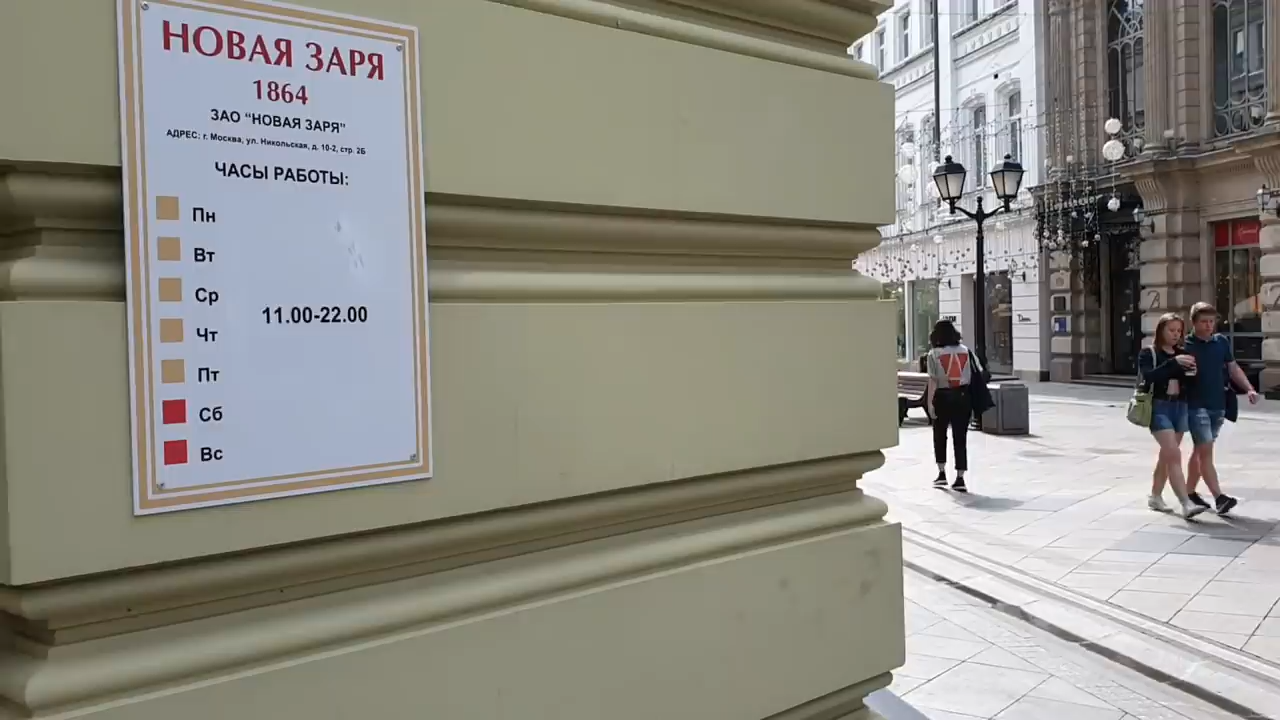 НОВАЯ ЗАРЯ
1864
ЗАО "НОВАЯ ЗАРЯ"
АДРЕС: г. Москва, ул. Никольская, д. 10-2, стр. 2Б
ЧАСЫ РАБОТЫ:
Пн
Вт
Ср
11.00-22.00
Чт
Пт
Сб
Вс